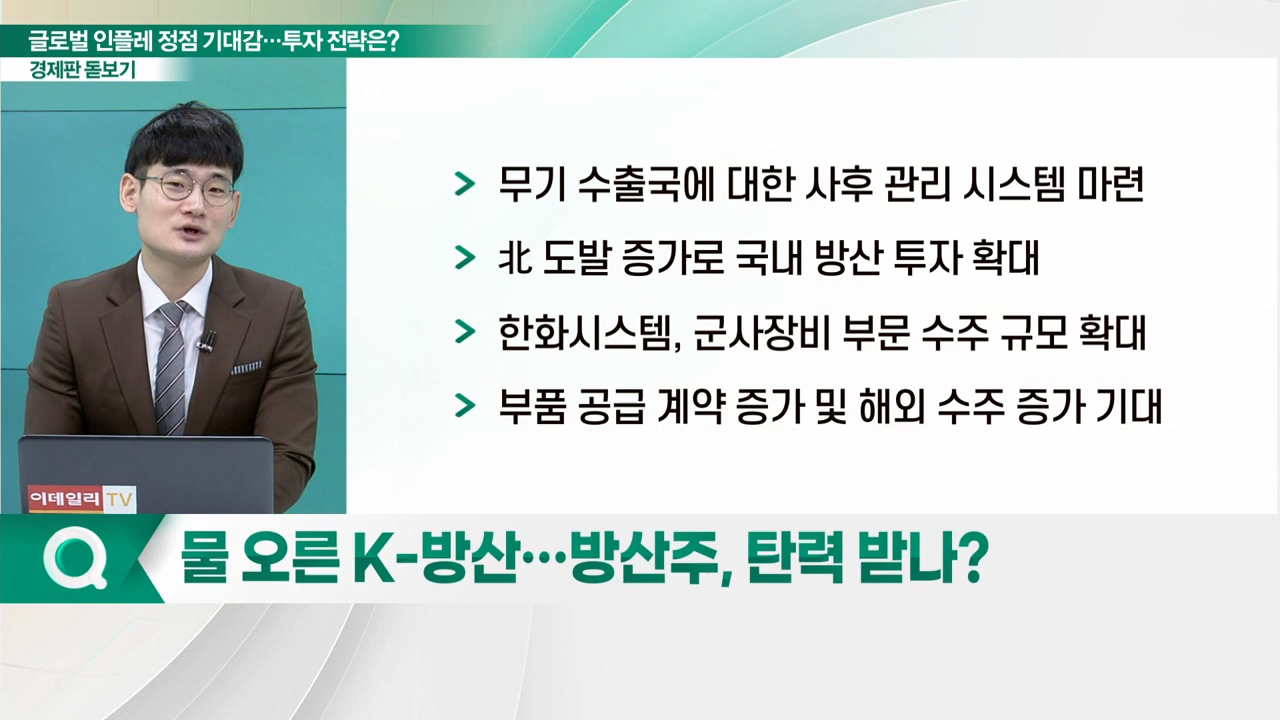 글로벌 인플레 정점 기대감…투자 전략은?
경제판 돋보기
> 무기 수출국에 대한 사후 관리 시스템 마련
> 北 도발 증가로 국내 방산 투자 확대
> 한화시스템, 군사장비 부문 수주 규모 확대
> 부품 공급 계약 증가 및 해외 수주 증가 기대
이데일리 TV
Q 물 오른 K-방산…방산주, 탄력 받나?